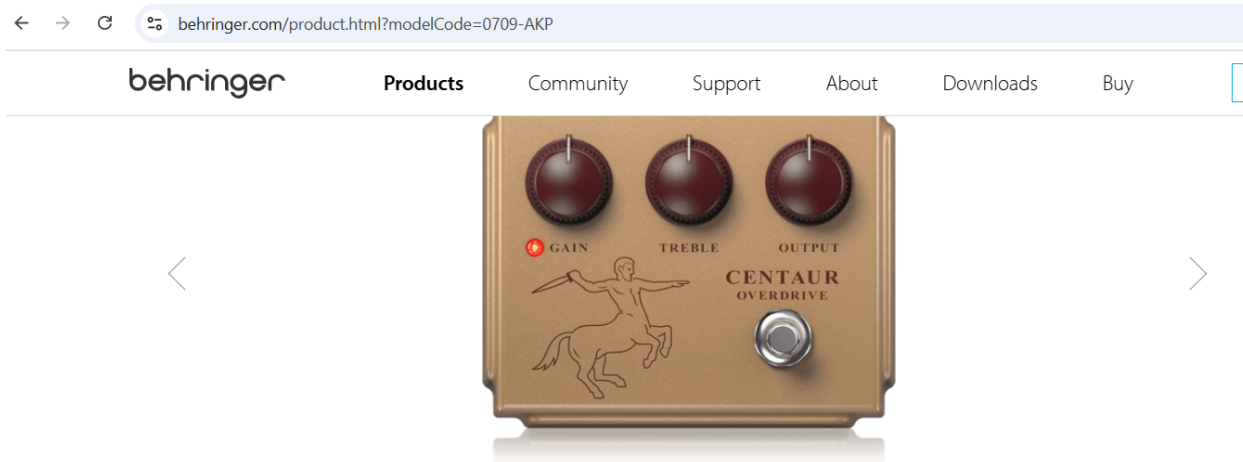 behringer.com/product.html?modelCode=0709-AKP
behringer Products Community Support About Downloads Buy
GAIN TREBLE OUTPUT
CENTAUR
OVERDRIVE